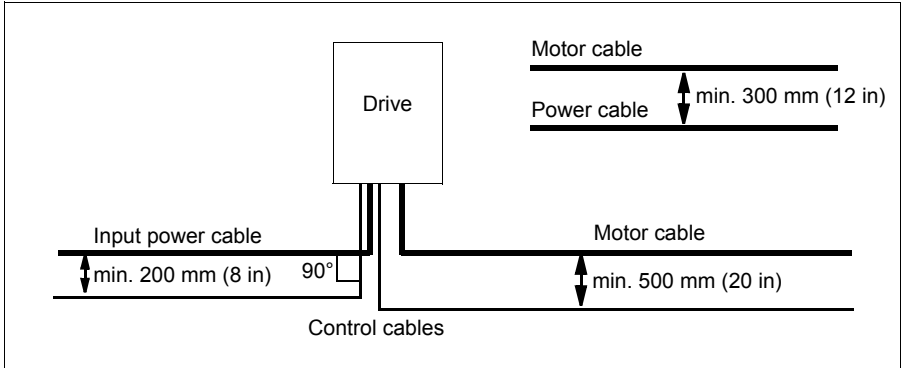 Motor cable
Drive
min. 300 mm (12 in)
Power cable
Input power cable
Motor cable
min. 200 mm (8 in)
90°
min. 500 mm (20 in)
Control cables